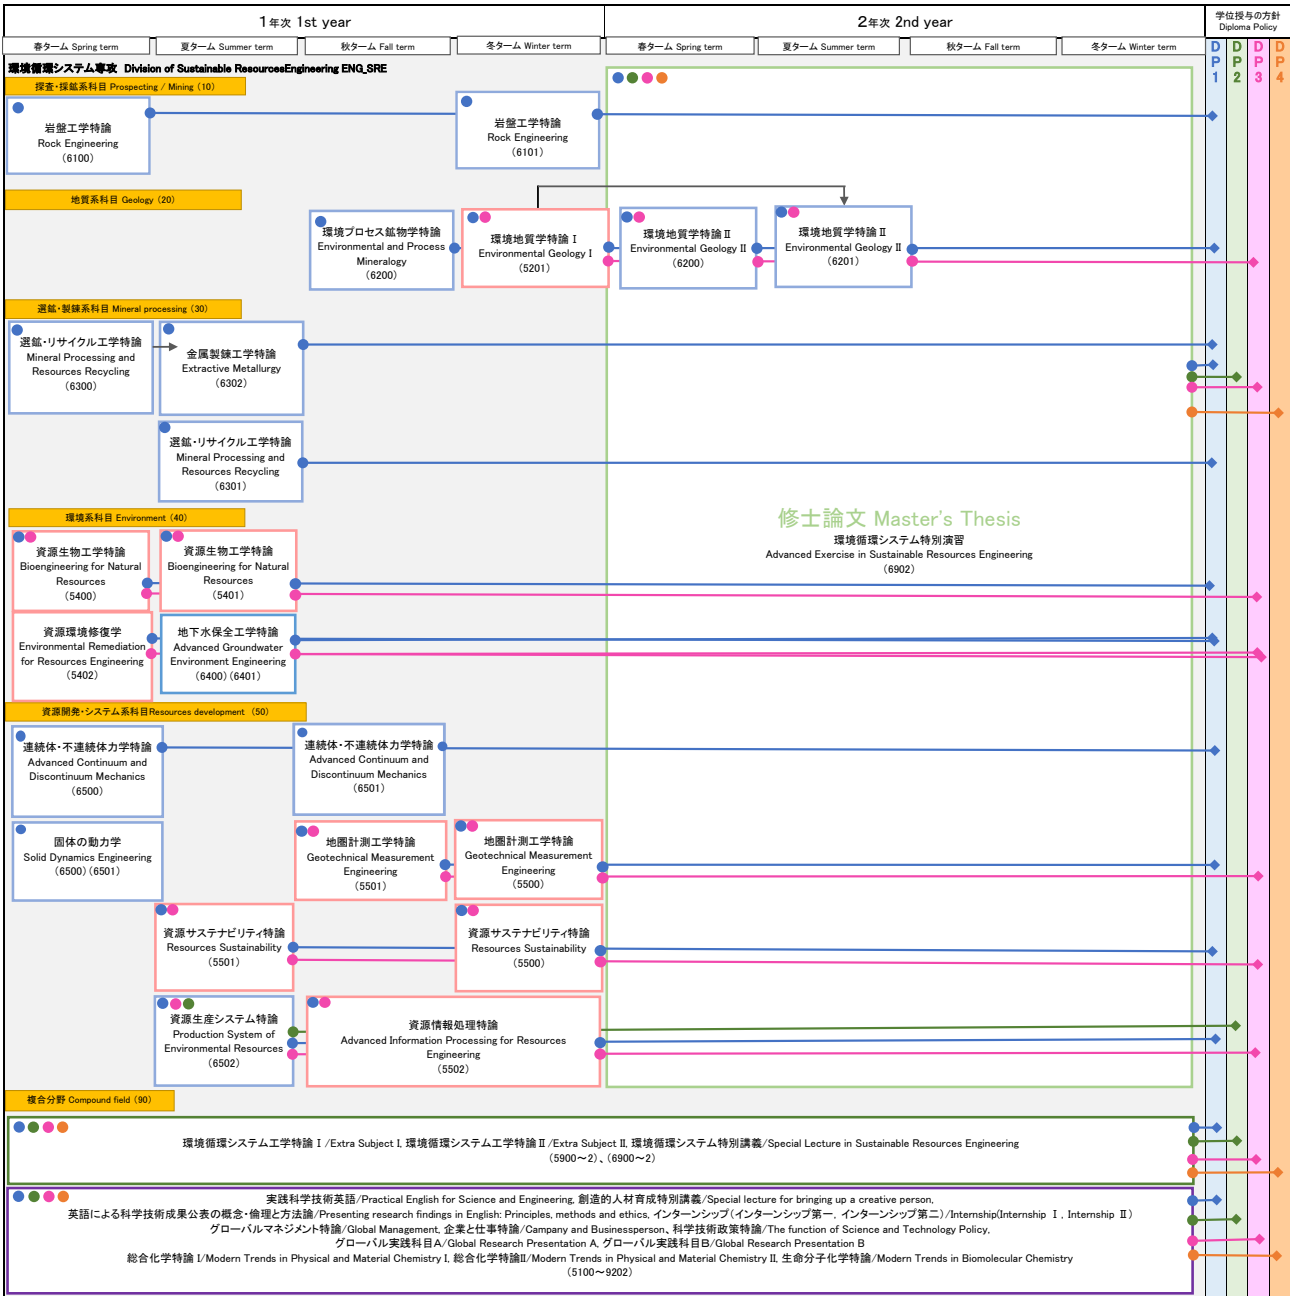 1年次 1st year
2年次 2nd year
学位授与の方針
Diploma Policy
春ターム Spring term
夏ターム Summer term
秋ターム Fall term
冬ターム Winter term
春ターム Spring term
夏ターム Summer term
秋ターム Fall term
冬ターム Winter term
DP1
DP2
DP3
DP4
環境循環システム専攻 Division of Sustainable ResourcesEngineering ENG_SRE
探査・採鉱系科目 Prospecting / Mining (10)
岩盤工学特論
Rock Engineering
(6100)
岩盤工学特論
Rock Engineering
(6101)
地質系科目 Geology (20)
環境プロセス鉱物学特論
Environmental and Process
Mineralogy
(6200)
環境地質学特論Ⅰ
Environmental Geology Ⅰ
(5201)
環境地質学特論Ⅱ
Environmental Geology Ⅱ
(6200)
環境地質学特論Ⅱ
Environmental Geology Ⅱ
(6201)
選鉱・製錬系科目 Mineral processing (30)
選鉱・リサイクル工学特論
Mineral Processing and
Resources Recycling
(6300)
金属製錬工学特論
Extractive Metallurgy
(6302)
選鉱・リサイクル工学特論
Mineral Processing and
Resources Recycling
(6301)
修士論文 Master's Thesis
環境循環システム特別演習
Advanced Exercise in Sustainable Resources Engineering
(6902)
環境系科目 Environment (40)
資源生物工学特論
Bioengineering for Natural
Resources
(5400)
資源生物工学特論
Bioengineering for Natural
Resources
(5401)
資源環境修復学
Environmental Remediation
for Resources Engineering
(5402)
地下水保全工学特論
Advanced Groundwater
Environment Engineering
(6400)(6401)
資源開発・システム系科目Resources development (50)
連続体・不連続体力学特論
Advanced Continuum and
Discontinuum Mechanics
(6500)
連続体・不連続体力学特論
Advanced Continuum and
Discontinuum Mechanics
(6501)
固体の動力学
Solid Dynamics Engineering
(6500)(6501)
地圏計測工学特論
Geotechnical Measurement
Engineering
(5501)
地圏計測工学特論
Geotechnical Measurement
Engineering
(5500)
資源サステナビリティ特論
Resources Sustainability
(5501)
資源サステナビリティ特論
Resources Sustainability
(5500)
資源生産システム特論
Production System of
Environmental Resources
(6502)
資源情報処理特論
Advanced Information Processing for Resources
Engineering
(5502)
複合分野 Compound field (90)
環境循環システム工学特論Ⅰ/Extra Subject Ⅰ, 環境循環システム工学特論Ⅱ/Extra Subject Ⅱ, 環境循環システム特別講義/Special Lecture in Sustainable Resources Engineering
(5900～2)、(6900～2)
実践科学技術英語/Practical English for Science and Engineering, 創造的人材育成特別講義/Special lecture for bringing up a creative person,
英語による科学技術成果公表の概念・倫理と方法論/Presenting research findings in English: Principles, methods and ethics, インターンシップ(インターンシップ第一, インターンシップ第二)/Internship(Internship Ⅰ, Internship Ⅱ)
グローバルマネジメント特論/Global Management, 企業と仕事特論/Campany and Businessperson, 科学技術政策特論/The function of Science and Technology Policy,
グローバル実践科目A/Global Research Presentation A, グローバル実践科目B/Global Research Presentation B
総合化学特論 I/Modern Trends in Physical and Material Chemistry Ⅰ, 総合化学特論Ⅱ/Modern Trends in Physical and Material Chemistry Ⅱ, 生命分子化学特論/Modern Trends in Biomolecular Chemistry
(5100～9202)